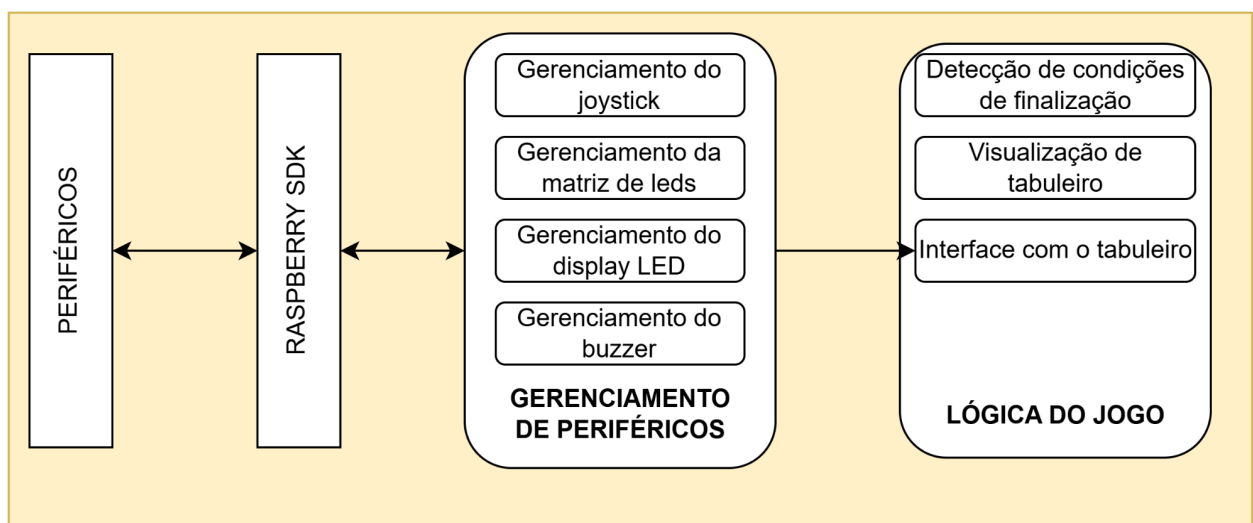 PERIFÉRICOS
RASPBERRY SDK
Gerenciamento do
joystick
Gerenciamento da
matriz de leds
Gerenciamento do
display LED
Gerenciamento do
buzzer
GERENCIAMENTO
DE PERIFÉRICOS
Detecção de condições
de finalização
Visualização de
tabuleiro
Interface com o tabuleiro
LÓGICA DO JOGO